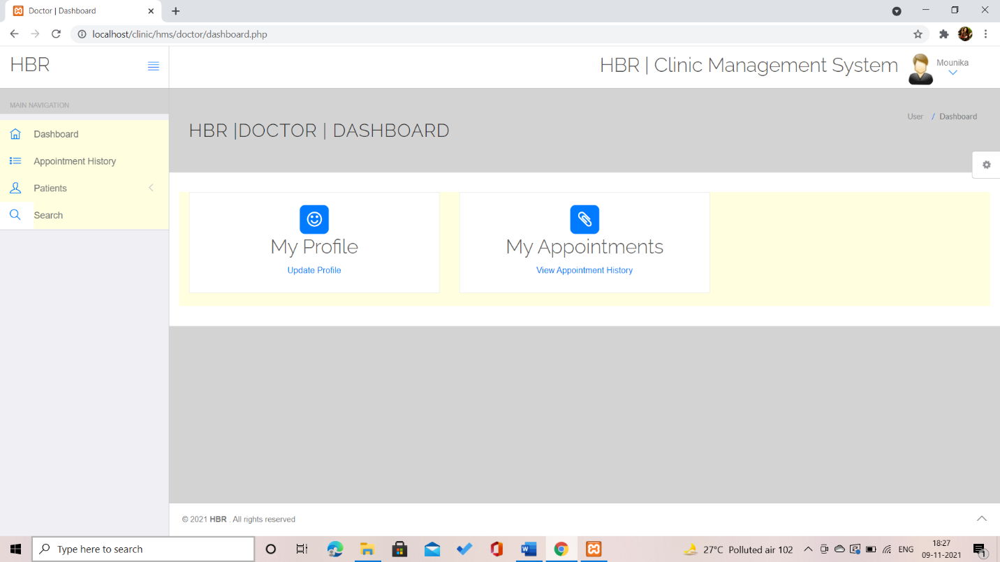 Doctor | Dashboard
localhost/clinic/hms/doctor/dashboard.php
HBR
HBR | Clinic Management System
Mounika
MAIN NAVIGATION
Dashboard
Appointment History
Patients
Search
HBR |DOCTOR | DASHBOARD
User / Dashboard
My Profile
Update Profile
My Appointments
View Appointment History
© 2021 HBR . All rights reserved
Type here to search
27°C Polluted air 102
ENG
18:27
09-11-2021
1